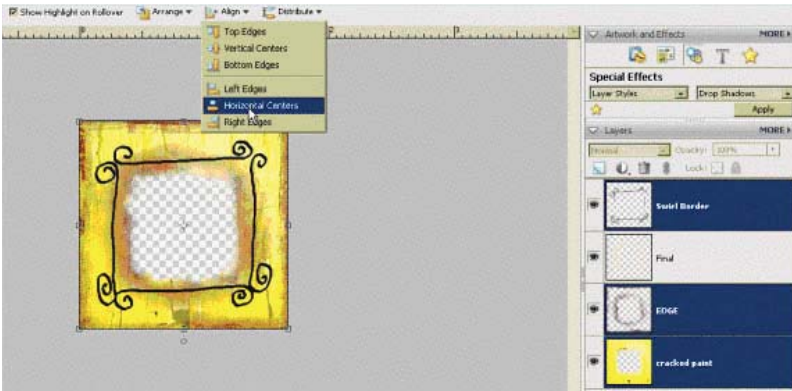 Show Highlight on Rollover Arrange Align Distribute
Top Edges
Vertical Centers
Bottom Edges
Left Edges
Horizontal Centers
Right Edges
Artwork and Effects MORE
T
Special Effects
Layer Styles Drop Shadows
Apply
Layers MORE
Normal Opacity: 100%
Lock:
Swirl Border
Final
EDGE
cracked paint